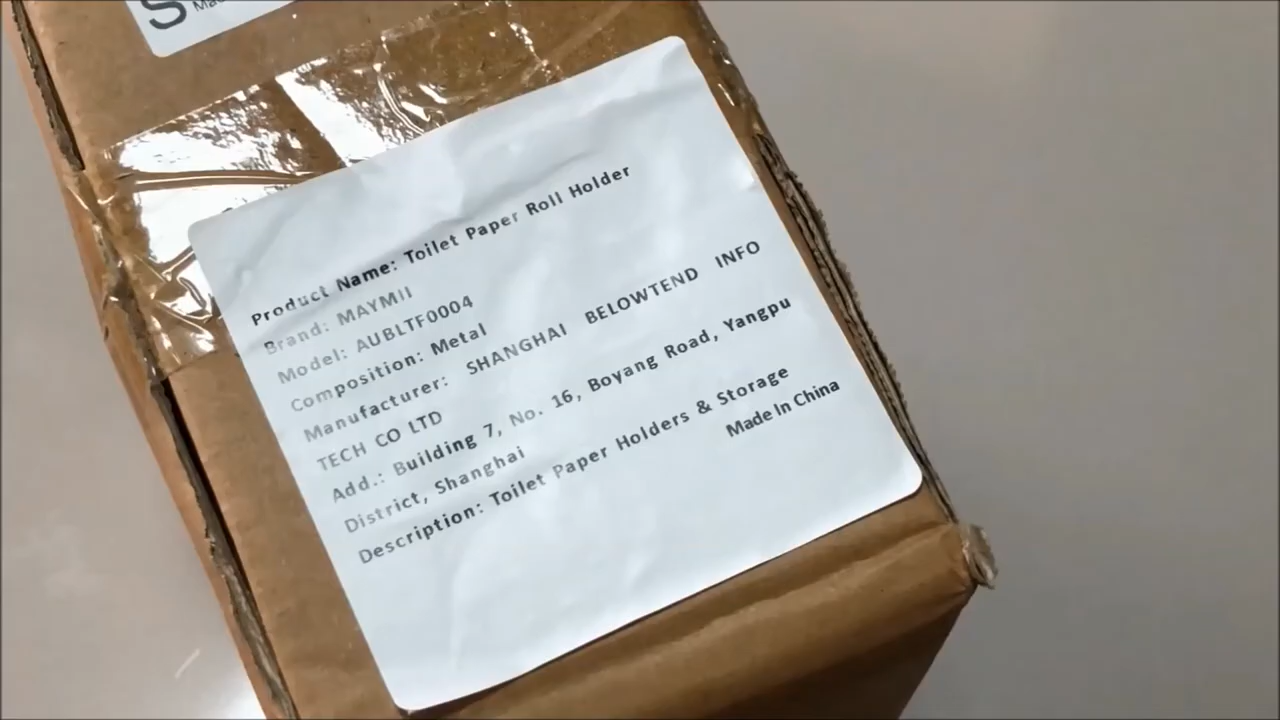 S
Product Name: Toilet Paper Roll Holder
Brand: MAYMII
Model: AUBLTF0004
Composition: Metal
Manufacturer: SHANGHAI BELOWTEND INFO
TECH CO LTD
Add.: Building 7, No. 16, Boyang Road, Yangpu
District, Shanghai
Description: Toilet Paper Holders & Storage
Made In China